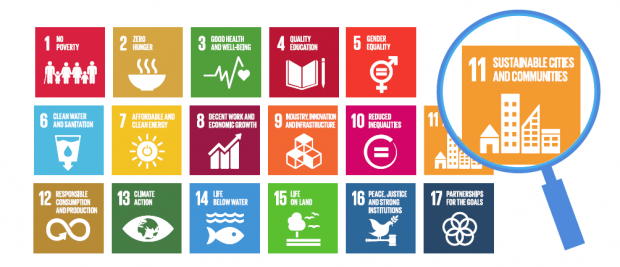 1 NO
POVERTY
2 ZERO
HUNGER
3 GOOD HEALTH
AND WELL-BEING
4 QUALITY
EDUCATION
5 GENDER
EQUALITY
11 SUSTAINABLE CITIES
AND COMMUNITIES
6 CLEAN WATER
AND SANITATION
7 AFFORDABLE AND
CLEAN ENERGY
8 DECENT WORK AND
ECONOMIC GROWTH
9 INDUSTRY, INNOVATION
AND INFRASTRUCTURE
10 REDUCED
INEQUALITIES
11
12 RESPONSIBLE
CONSUMPTION
AND PRODUCTION
13 CLIMATE
ACTION
14 LIFE
BELOW WATER
15 LIFE
ON LAND
16 PEACE, JUSTICE
AND STRONG
INSTITUTIONS
17 PARTNERSHIPS
FOR THE GOALS